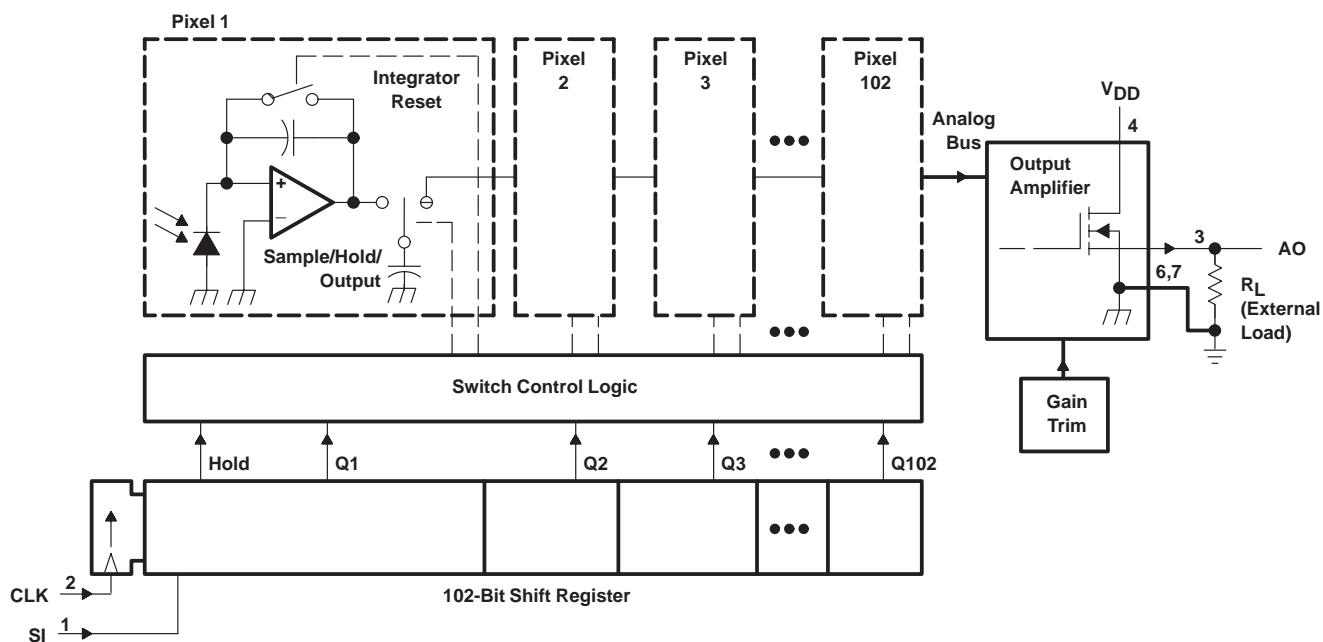 Pixel 1
Integrator
Reset
+
–
Sample/Hold/
Output
Pixel
2
Pixel
3
Pixel
102
Analog
Bus
VDD
4
Output
Amplifier
3
AO
6,7
RL
(External
Load)
Gain
Trim
Switch Control Logic
Hold
Q1
Q2
Q3
Q102
CLK
2
SI
1
102-Bit Shift Register